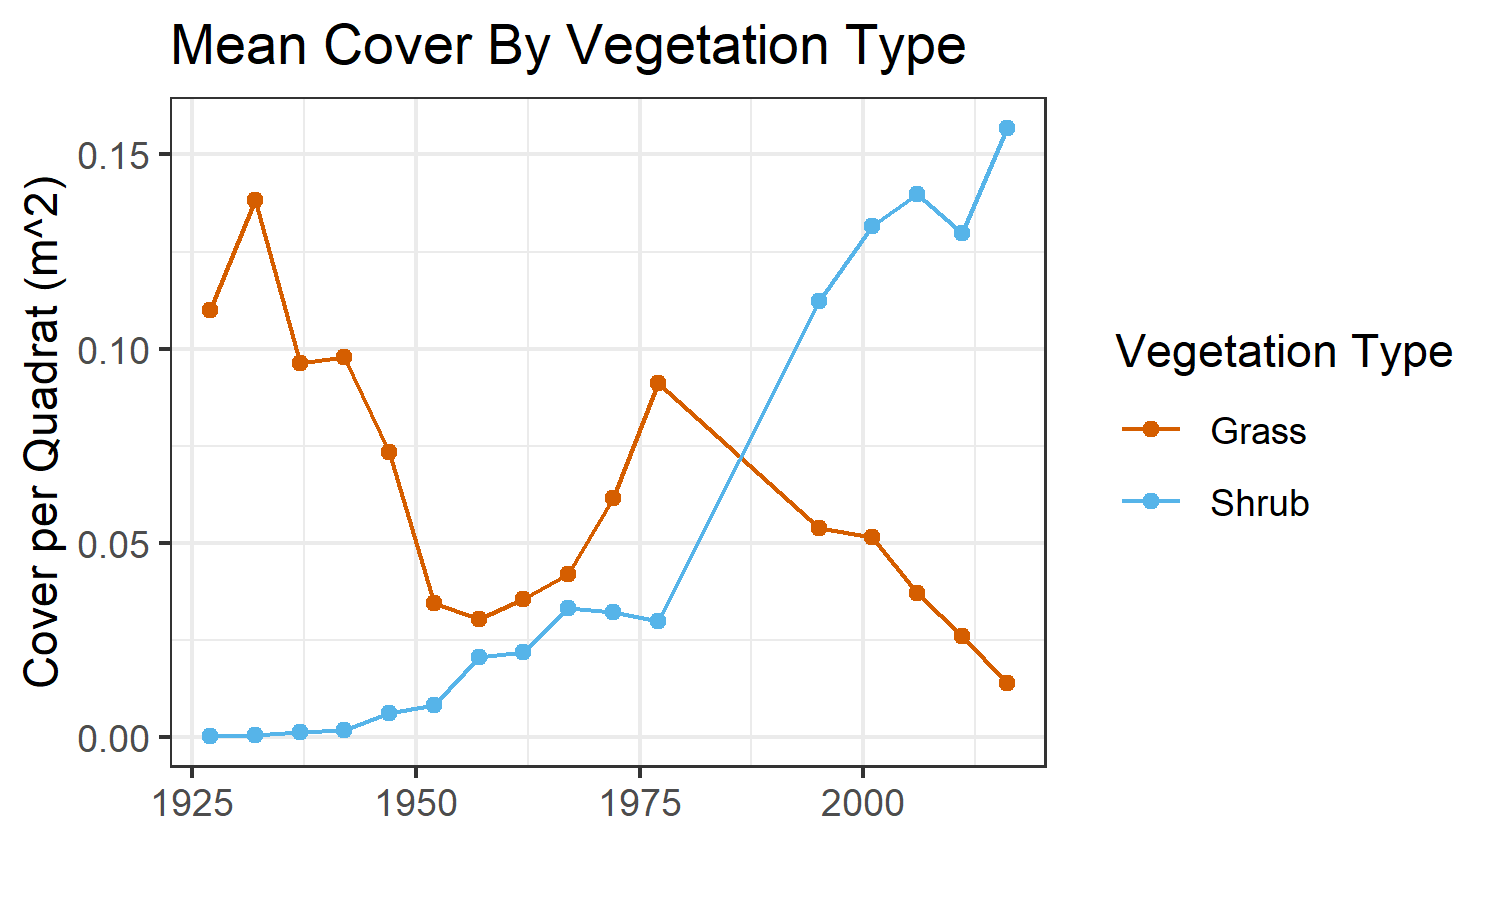 Mean Cover By Vegetation Type
Cover per Quadrat (m^2)
0.15
0.10
0.05
0.00
1925 1950 1975 2000
Vegetation Type
Grass
Shrub